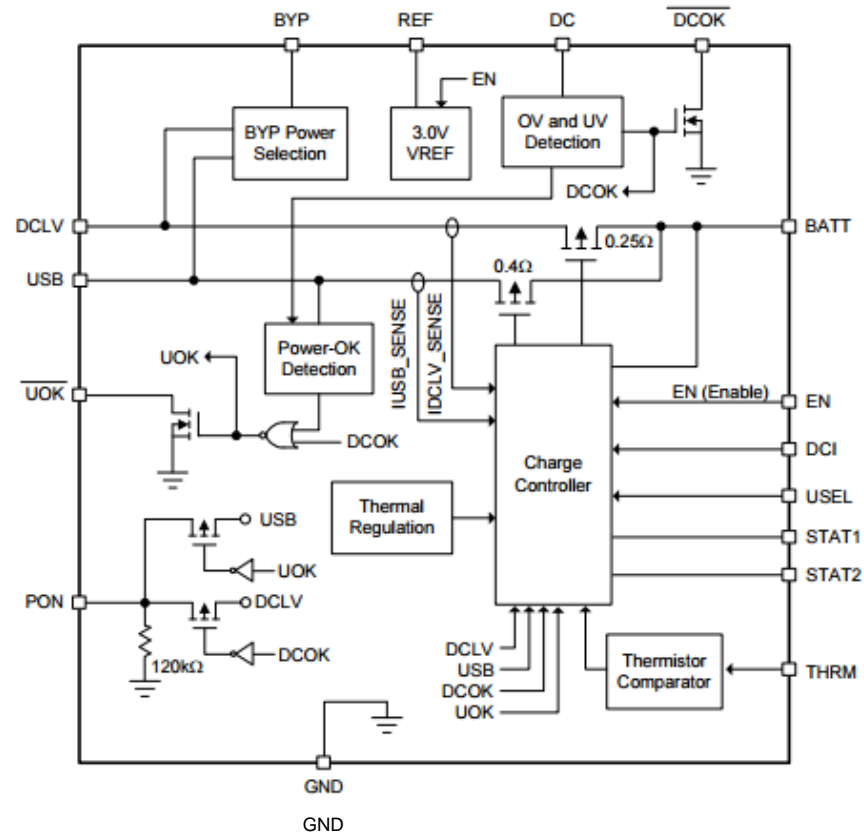 BYP
REF
DC
DCOK
EN
BYP Power
Selection
3.0V
VREF
OV and UV
Detection
DCOK
DCLV
BATT
0.25Ω
0.4Ω
USB
IUSB_SENSE
IDCLV_SENSE
Power-OK
Detection
UOK
UOK
DCOK
EN (Enable)
EN
DCI
Charge
Controller
USEL
Thermal
Regulation
STAT1
STAT2
USB
UOK
PON
DCLV
DCOK
120kΩ
DCLV
USB
DCOK
UOK
Thermistor
Comparator
THRM
GND
GND